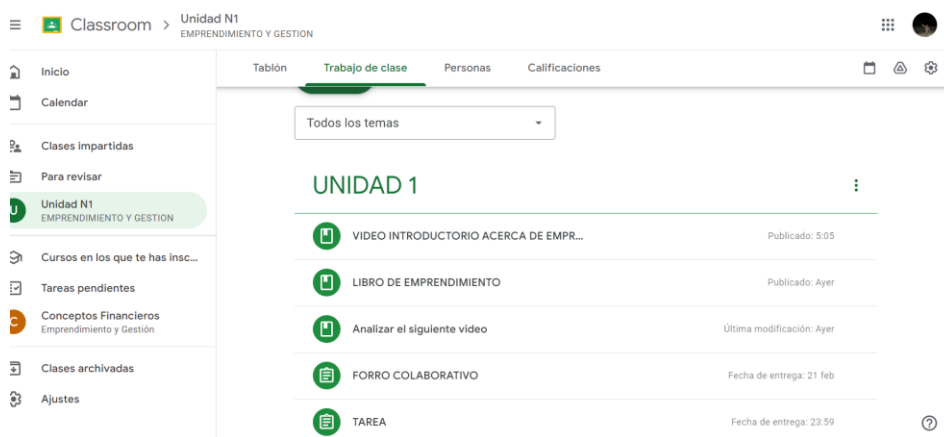 Classroom > Unidad N1
EMPRENDIMIENTO Y GESTION
Inicio
Calendar
Clases impartidas
Para revisar
U Unidad N1
EMPRENDIMIENTO Y GESTION
Cursos en los que te has insc...
Tareas pendientes
C Conceptos Financieros
Emprendimiento y Gestión
Clases archivadas
Ajustes
Tablón Trabajo de clase Personas Calificaciones
Todos los temas
UNIDAD 1
VIDEO INTRODUCTORIO ACERCA DE EMPR... Publicado: 5:05
LIBRO DE EMPRENDIMIENTO Publicado: Ayer
Analizar el siguiente video Última modificación: Ayer
FORRO COLABORATIVO Fecha de entrega: 21 feb
TAREA Fecha de entrega: 23:59